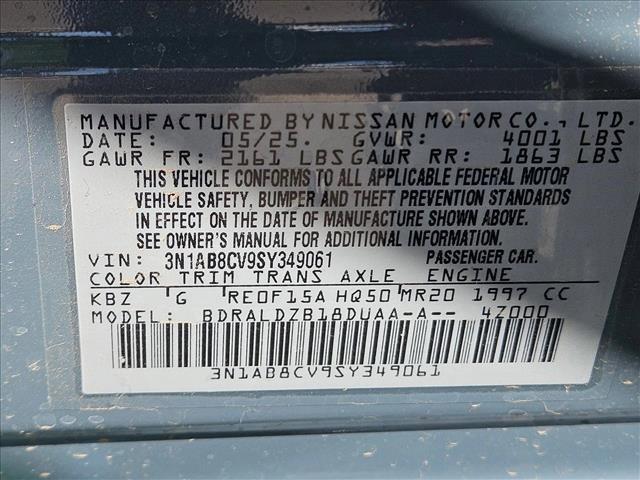 MANUFACTURED BY NISSAN MOTOR CO., LTD.
DATE: 05/25. GVWR: 4001 LBS
GAWR FR: 2161 LBS GAWR RR: 1863 LBS
THIS VEHICLE CONFORMS TO ALL APPLICABLE FEDERAL MOTOR
VEHICLE SAFETY, BUMPER AND THEFT PREVENTION STANDARDS
IN EFFECT ON THE DATE OF MANUFACTURE SHOWN ABOVE.
SEE OWNER'S MANUAL FOR ADDITIONAL INFORMATION.
VIN: 3N1AB8CV9SY349061 PASSENGER CAR.
COLOR TRIM TRANS AXLE ENGINE
KBZ G RE0F15A HQ50 MR20 1997 CC
MODEL: BDRALDZB18DUAA-A-- 4Z000
3N1AB8CV9SY349061